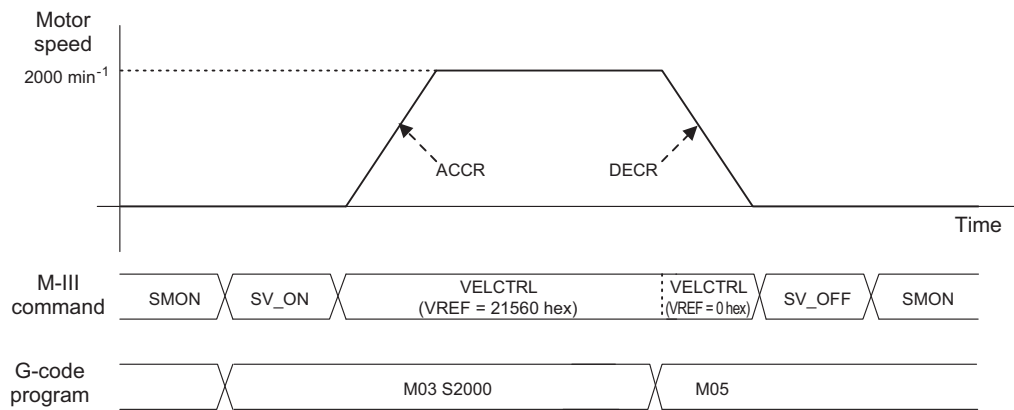 Motor
speed
2000 min-1
ACCR
DECR
Time
M-III
command
SMON
SV_ON
VELCTRL
(VREF = 21560 hex)
VELCTRL
(VREF = 0 hex)
SV_OFF
SMON
G-code
program
M03 S2000
M05